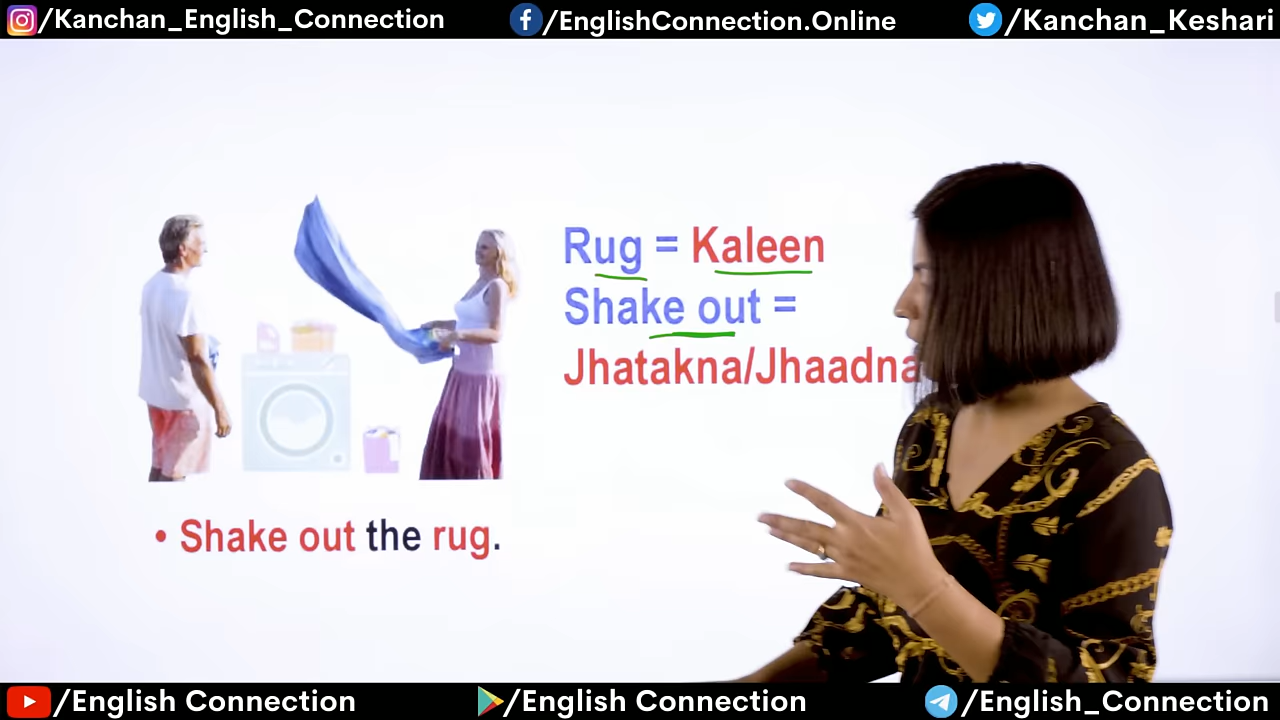 /Kanchan_English_Connection
/EnglishConnection.Online
/Kanchan_Keshari
Rug = Kaleen
Shake out =
Jhatakna/Jhaadna
• Shake out the rug.
/English Connection
/English Connection
/English_Connection